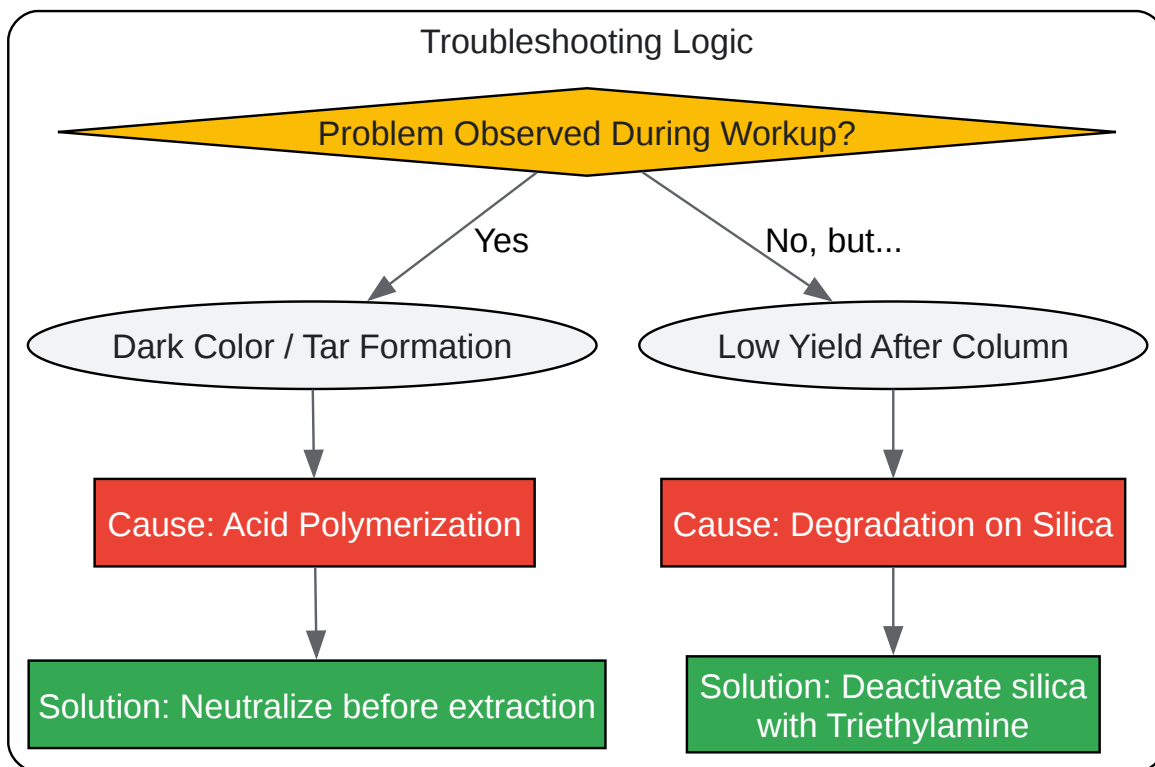 Troubleshooting Logic
Problem Observed During Workup?
Yes
No, but...
Dark Color / Tar Formation
Low Yield After Column
Cause: Acid Polymerization
Cause: Degradation on Silica
Solution: Neutralize before extraction
Solution: Deactivate silica
with Triethylamine